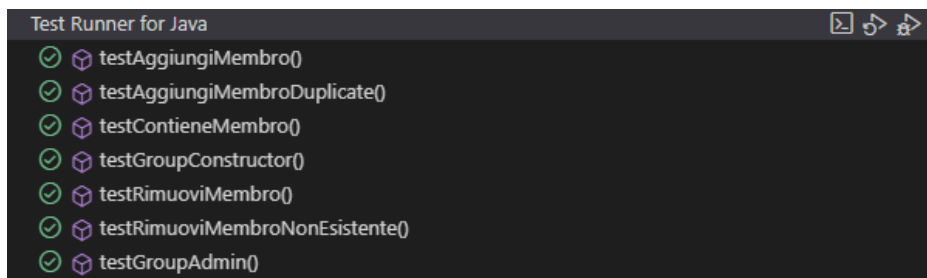 Test Runner for Java
testAggiungiMembro()
testAggiungiMembroDuplicate()
testContieneMembro()
testGroupConstructor()
testRimuoviMembro()
testRimuoviMembroNonEsistente()
testGroupAdmin()